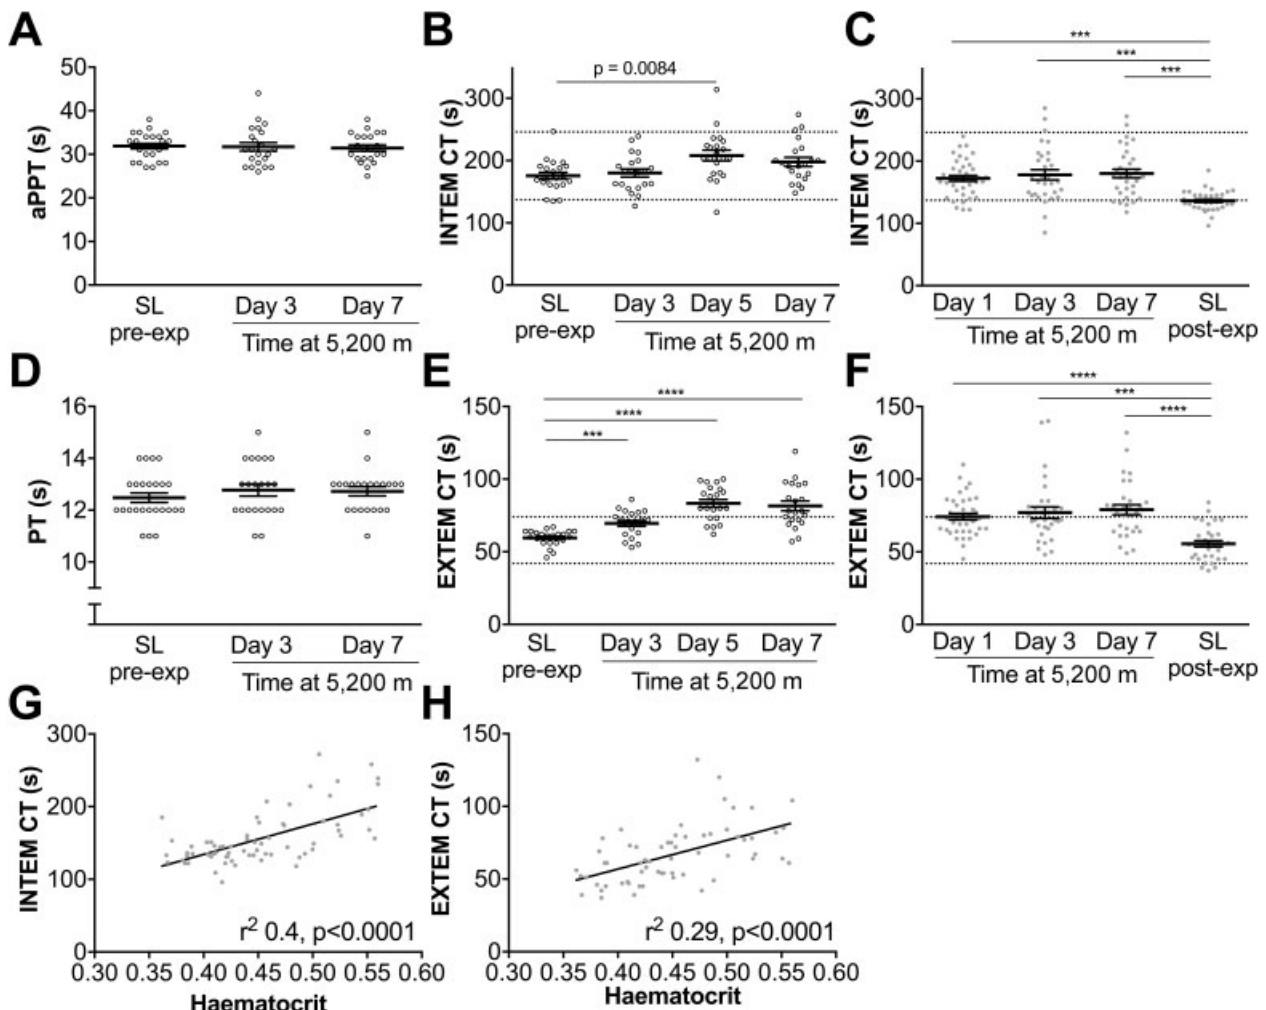 A
B
C
50
40
30
20
10
0
aPPT (s)
SL
pre-exp
Day 3
Day 7
Time at 5,200 m
300
200
100
0
INTEM CT (s)
p = 0.0084
SL
pre-exp
Day 3
Day 5
Day 7
Time at 5,200 m
300
200
100
0
INTEM CT (s)
***
***
***
Day 1
Day 3
Day 7
SL
post-exp
Time at 5,200 m
D
E
F
16
14
12
10
PT (s)
SL
pre-exp
Day 3
Day 7
Time at 5,200 m
150
100
50
0
EXTEM CT (s)
****
****
***
SL
pre-exp
Day 3
Day 5
Day 7
Time at 5,200 m
150
100
50
0
EXTEM CT (s)
****
***
****
Day 1
Day 3
Day 7
SL
post-exp
Time at 5,200 m
G
H
300
200
100
0
INTEM CT (s)
r² 0.4, p<0.0001
0.30 0.35 0.40 0.45 0.50 0.55 0.60
Haematocrit
150
100
50
0
EXTEM CT (s)
r² 0.29, p<0.0001
0.30 0.35 0.40 0.45 0.50 0.55 0.60
Haematocrit